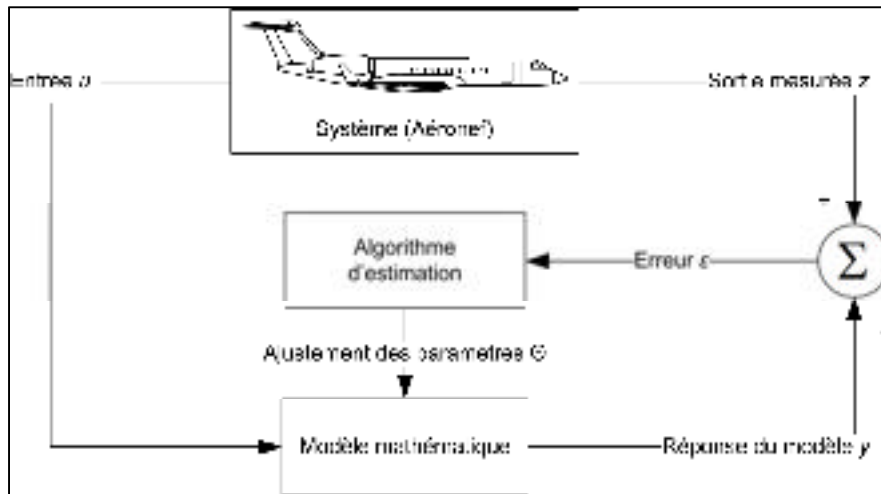 Entrée
Sortie mesurée z
Système (Aéronef)
Algorithme
d'estimation
Erreur ε
Σ
Ajustement des paramètres Θ
Modèle mathématique
Réponse du modèle y